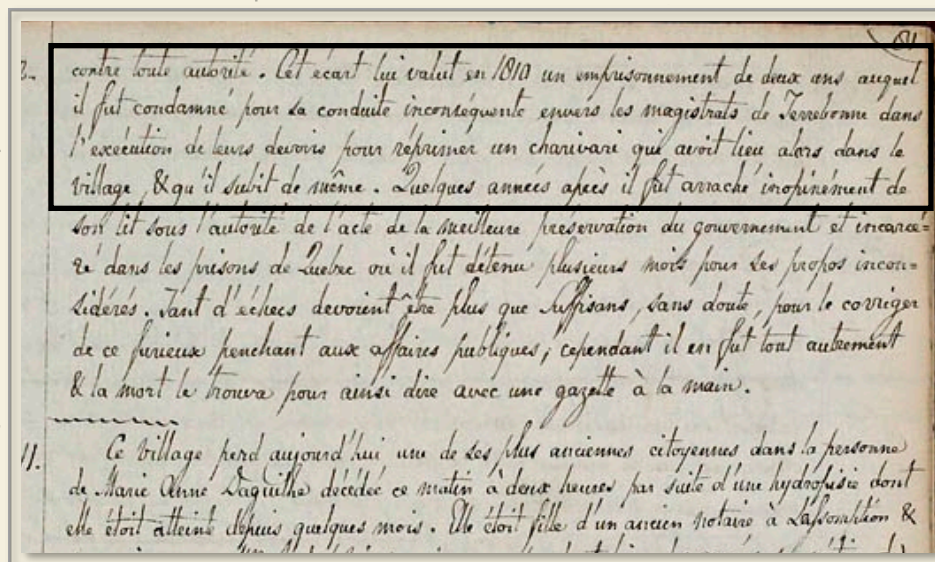 81
2.. contre toute autorité. Cet écart lui valut en 1810 un emprisonnement de deux ans auquel
il fut condamné pour sa conduite inconséquente envers les magistrats de Terrebonne dans
l'exécution de leurs devoirs pour réprimer un charivari qui avoit lieu alors dans le
village, & qu'il subit de même. Quelques années après il fut arraché inopinément de
son lit sous l'autorité de l'acte de la meilleure préservation du gouvernement et incarcé=
ré dans les prisons de Quebec où il fut détenu plusieurs mois pour ses propos incon=
sidérés. Tant d'échecs devoient être plus que suffisans, sans doute, pour le corriger
de ce furieux penchant aux affaires publiques; cependant il en fut tout autrement
& la mort le trouva pour ainsi dire avec une gazette à la main.
11. Ce village perd aujourd'hui une de ses plus anciennes citoyennes dans la personne
de Marie Anne Daguilhe décédée ce matin à deux heures par suite d'une hydropisie dont
elle étoit atteinte depuis quelques mois. Elle étoit fille d'un ancien notaire à Lassomption &